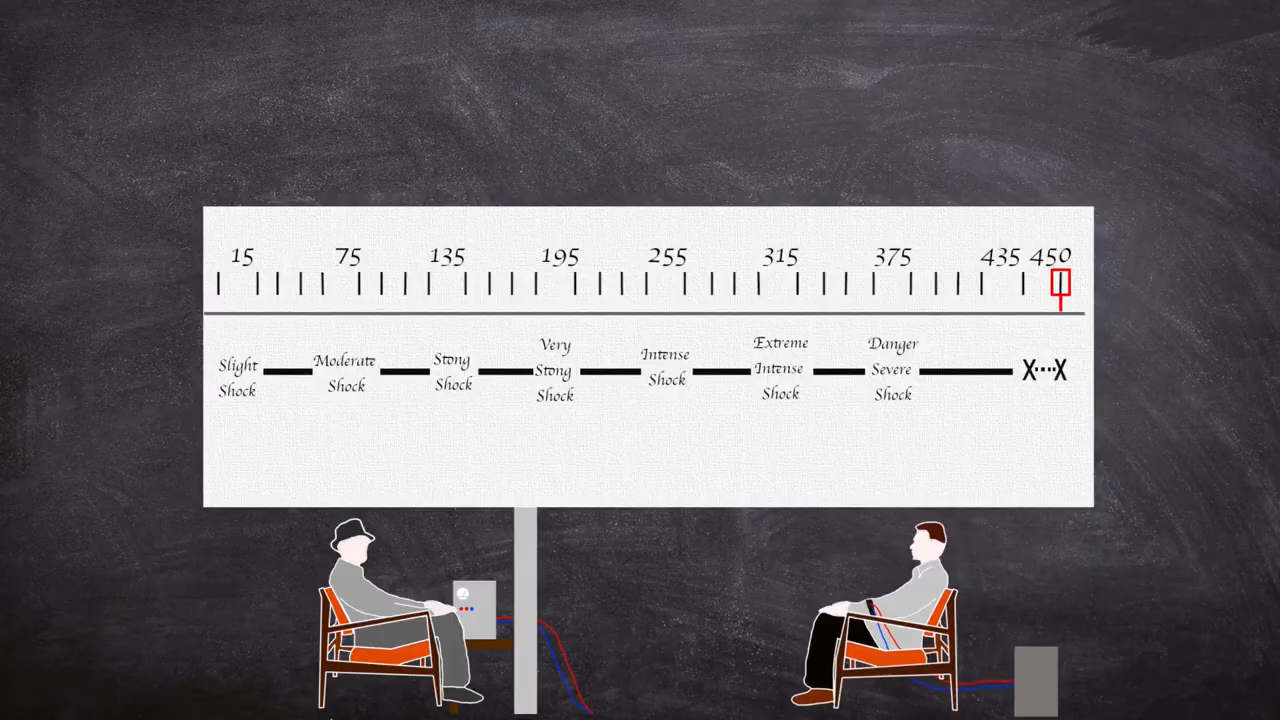 15 75 135 195 255 315 375 435 450
Slight Shock
Moderate Shock
Stong Shock
Very Stong Shock
Intense Shock
Extreme Intense Shock
Danger Severe Shock
X····X